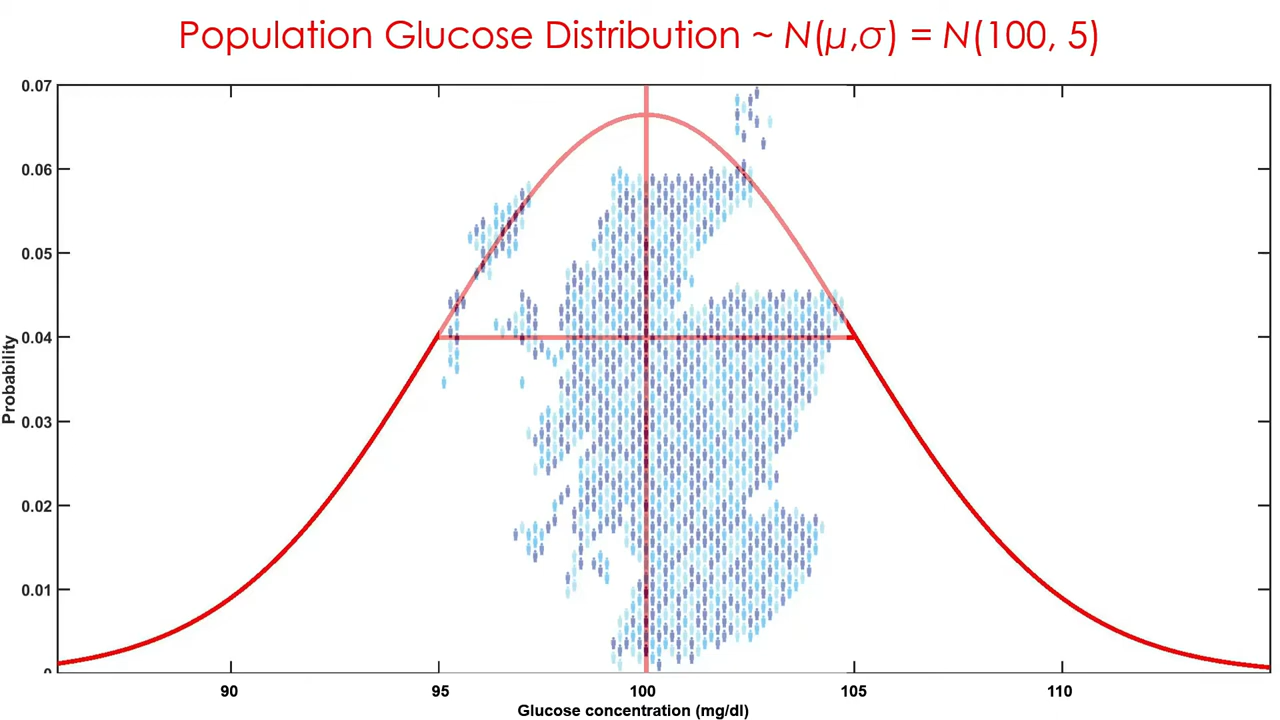 Population Glucose Distribution ~ N(μ,σ) = N(100, 5)
0.07
0.06
0.05
0.04
0.03
0.02
0.01
0
Probability
90 95 100 105 110
Glucose concentration (mg/dl)